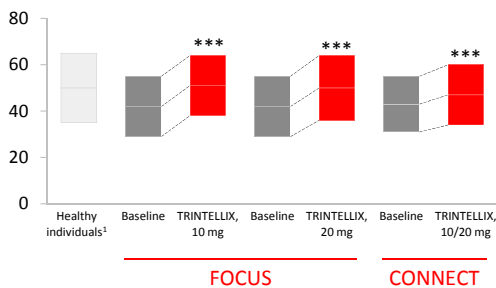 80
60
40
20
0
***
***
***
Healthy individuals¹
Baseline
TRINTELLIX, 10 mg
Baseline
TRINTELLIX, 20 mg
Baseline
TRINTELLIX, 10/20 mg
FOCUS
CONNECT